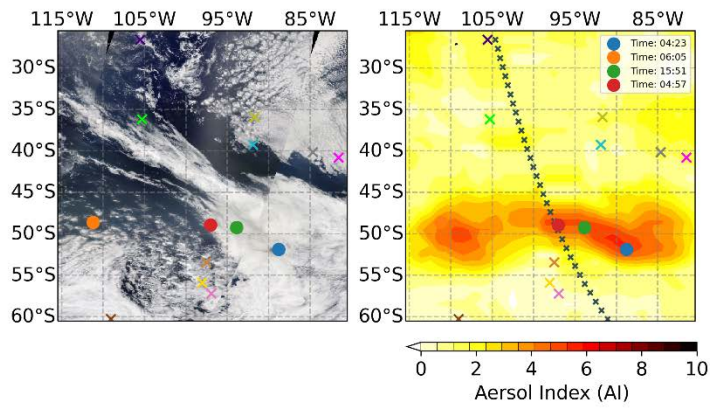 115°W 105°W 95°W 85°W
115°W 105°W 95°W 85°W
30°S
35°S
40°S
45°S
50°S
55°S
60°S
30°S
35°S
40°S
45°S
50°S
55°S
60°S
Time: 04:23
Time: 06:05
Time: 15:51
Time: 04:57
0 2 4 6 8 10
Aersol Index (AI)